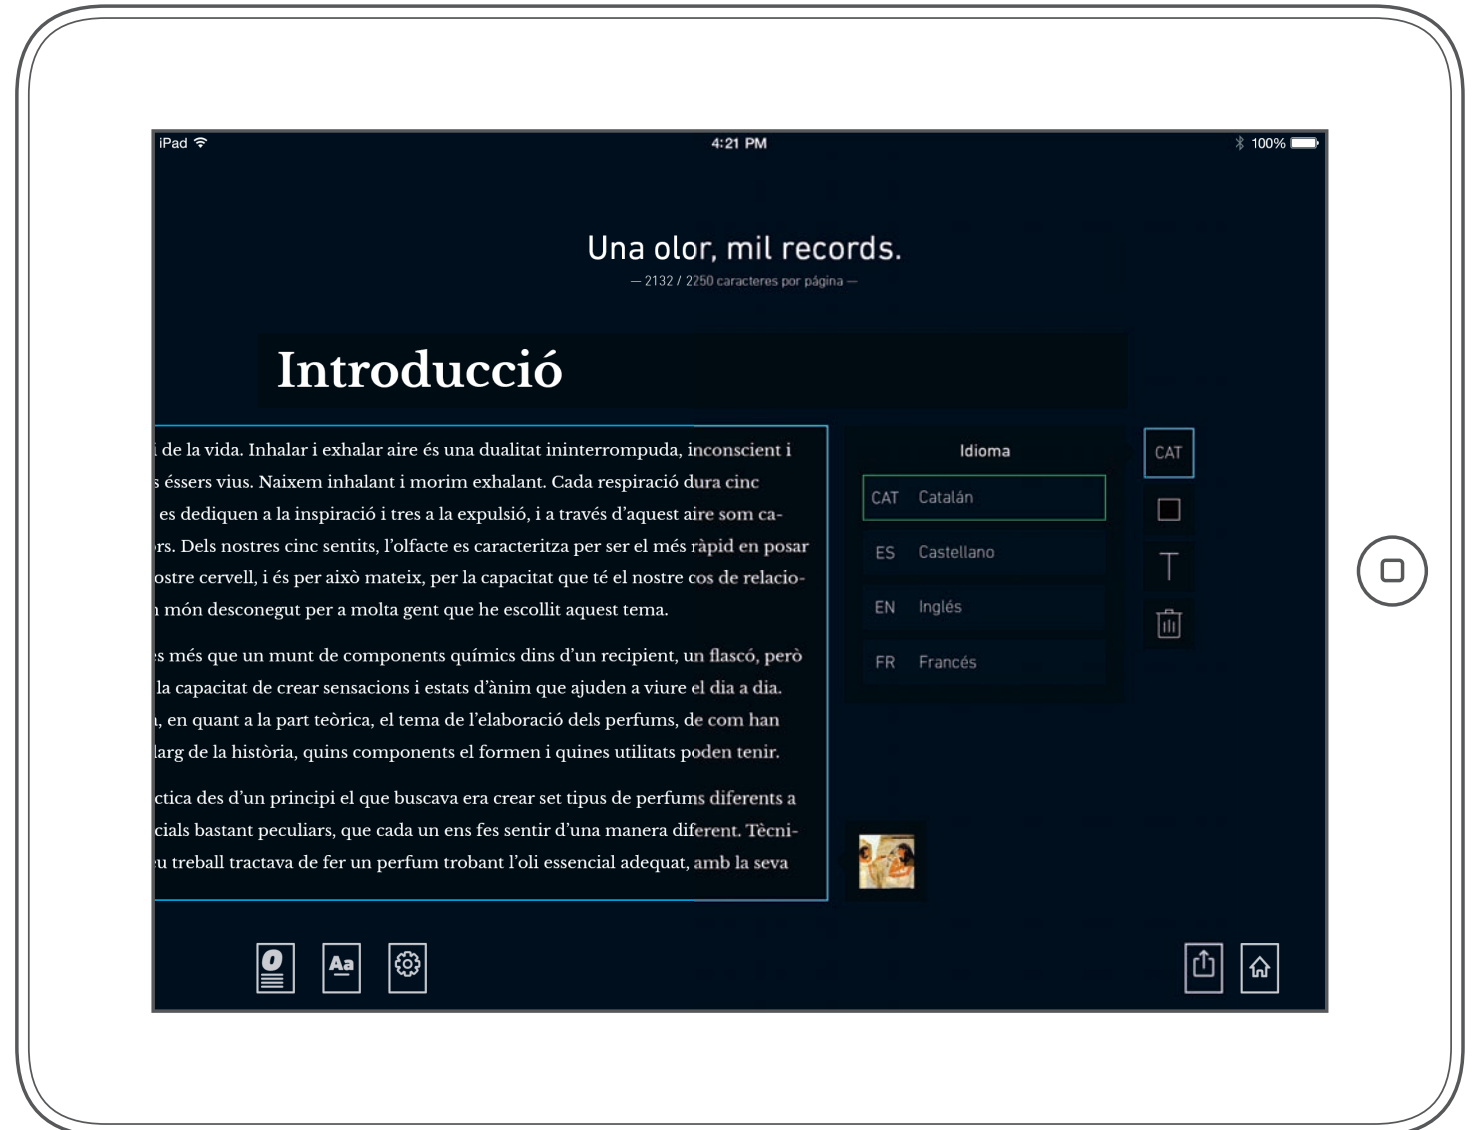 iPad
4:21 PM
100%
Una olor, mil records.
— 2132 / 2250 caracteres por página —
Introducció
i de la vida. Inhalar i exhalar aire és una dualitat ininterrompuda, inconscient i
s éssers vius. Naixem inhalant i morim exhalant. Cada respiració dura cinc
es dediquen a la inspiració i tres a la expulsió, i a través d’aquest aire som ca-
rs. Dels nostres cinc sentits, l’olfacte es caracteritza per ser el més ràpid en posar
ostre cervell, i és per això mateix, per la capacitat que té el nostre cos de relacio-
món desconegut per a molta gent que he escollit aquest tema.
s més que un munt de components químics dins d’un recipient, un flascó, però
la capacitat de crear sensacions i estats d’ànim que ajuden a viure el dia a dia.
, en quant a la part teòrica, el tema de l’elaboració dels perfums, de com han
larg de la història, quins components el formen i quines utilitats poden tenir.
ctica des d’un principi el que buscava era crear set tipus de perfums diferents a
cials bastant peculiars, que cada un ens fes sentir d’una manera diferent. Tècni-
u treball tractava de fer un perfum trobant l’oli essencial adequat, amb la seva
Idioma
CAT Catalán
ES Castellano
EN Inglés
FR Francés
CAT
T
O
Aa